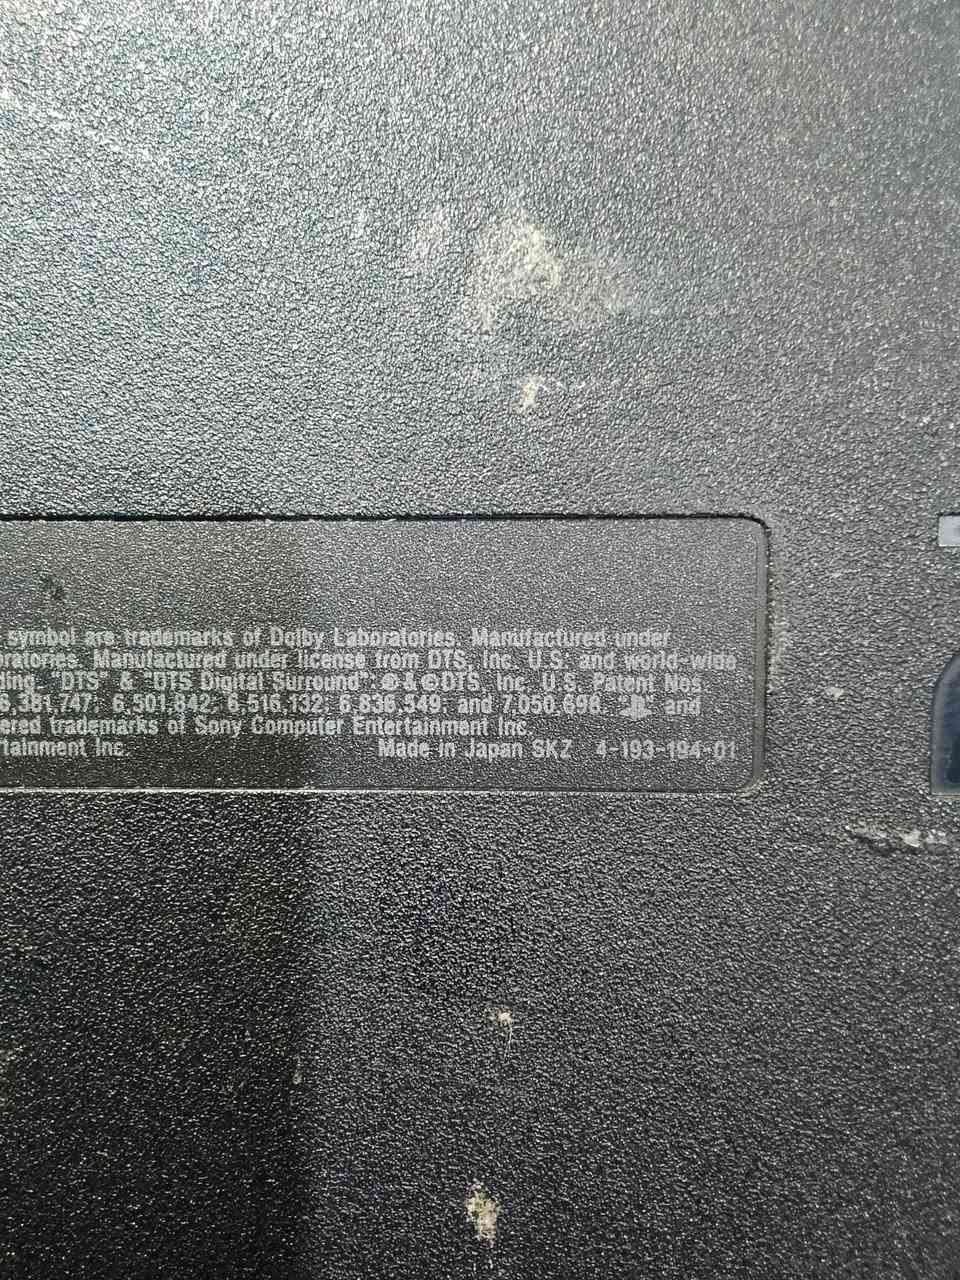 symbol are trademarks of Dolby Laboratories. Manufactured under
oratories. Manufactured under license from DTS, Inc. U.S. and world-wide
ding. "DTS" & "DTS Digital Surround": ℗ & © DTS, Inc. U.S. Patent Nos
6,381,747; 6,501,842; 6,516,132; 6,836,549; and 7,050,696. and
ered trademarks of Sony Computer Entertainment Inc.
rtainment Inc. Made in Japan SKZ 4-193-194-01